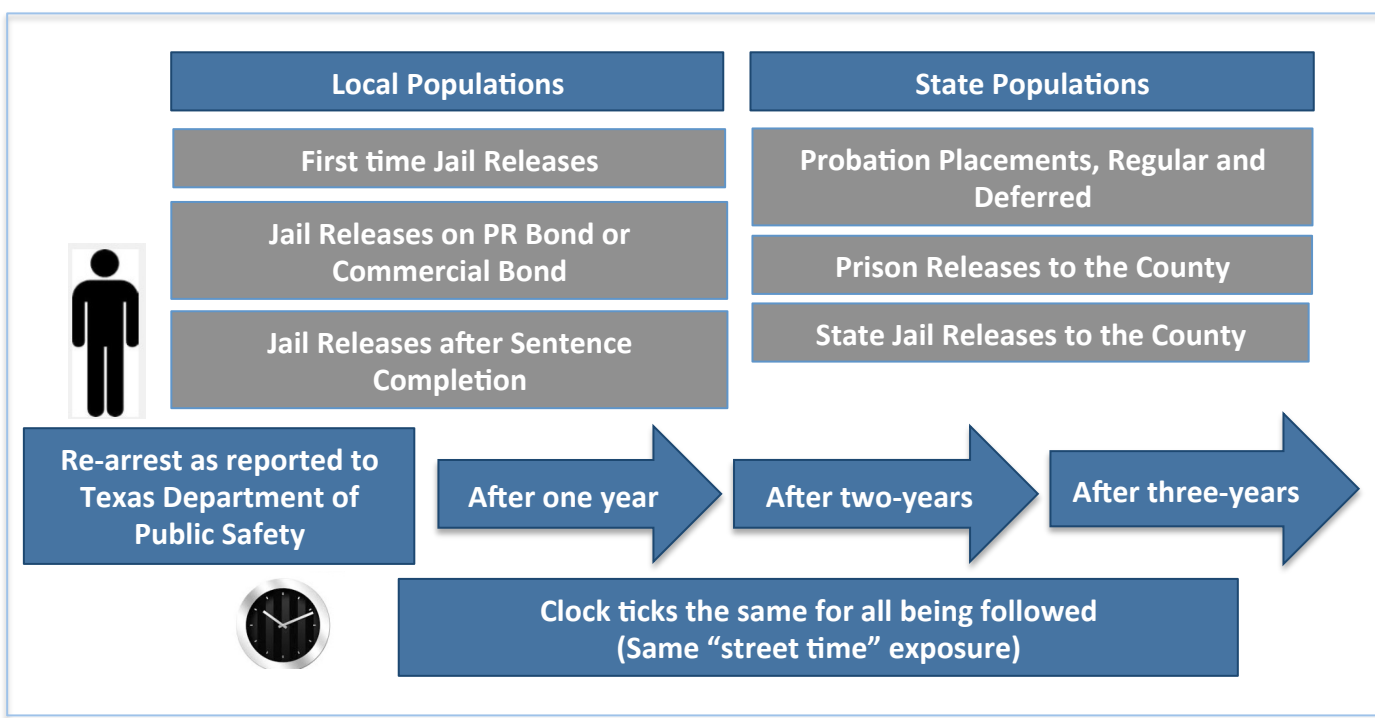 Local Populations
First time Jail Releases
Jail Releases on PR Bond or
Commercial Bond
Jail Releases after Sentence
Completion
State Populations
Probation Placements, Regular and
Deferred
Prison Releases to the County
State Jail Releases to the County
Re-arrest as reported to
Texas Department of
Public Safety
After one year
After two-years
After three-years
Clock ticks the same for all being followed
(Same “street time” exposure)